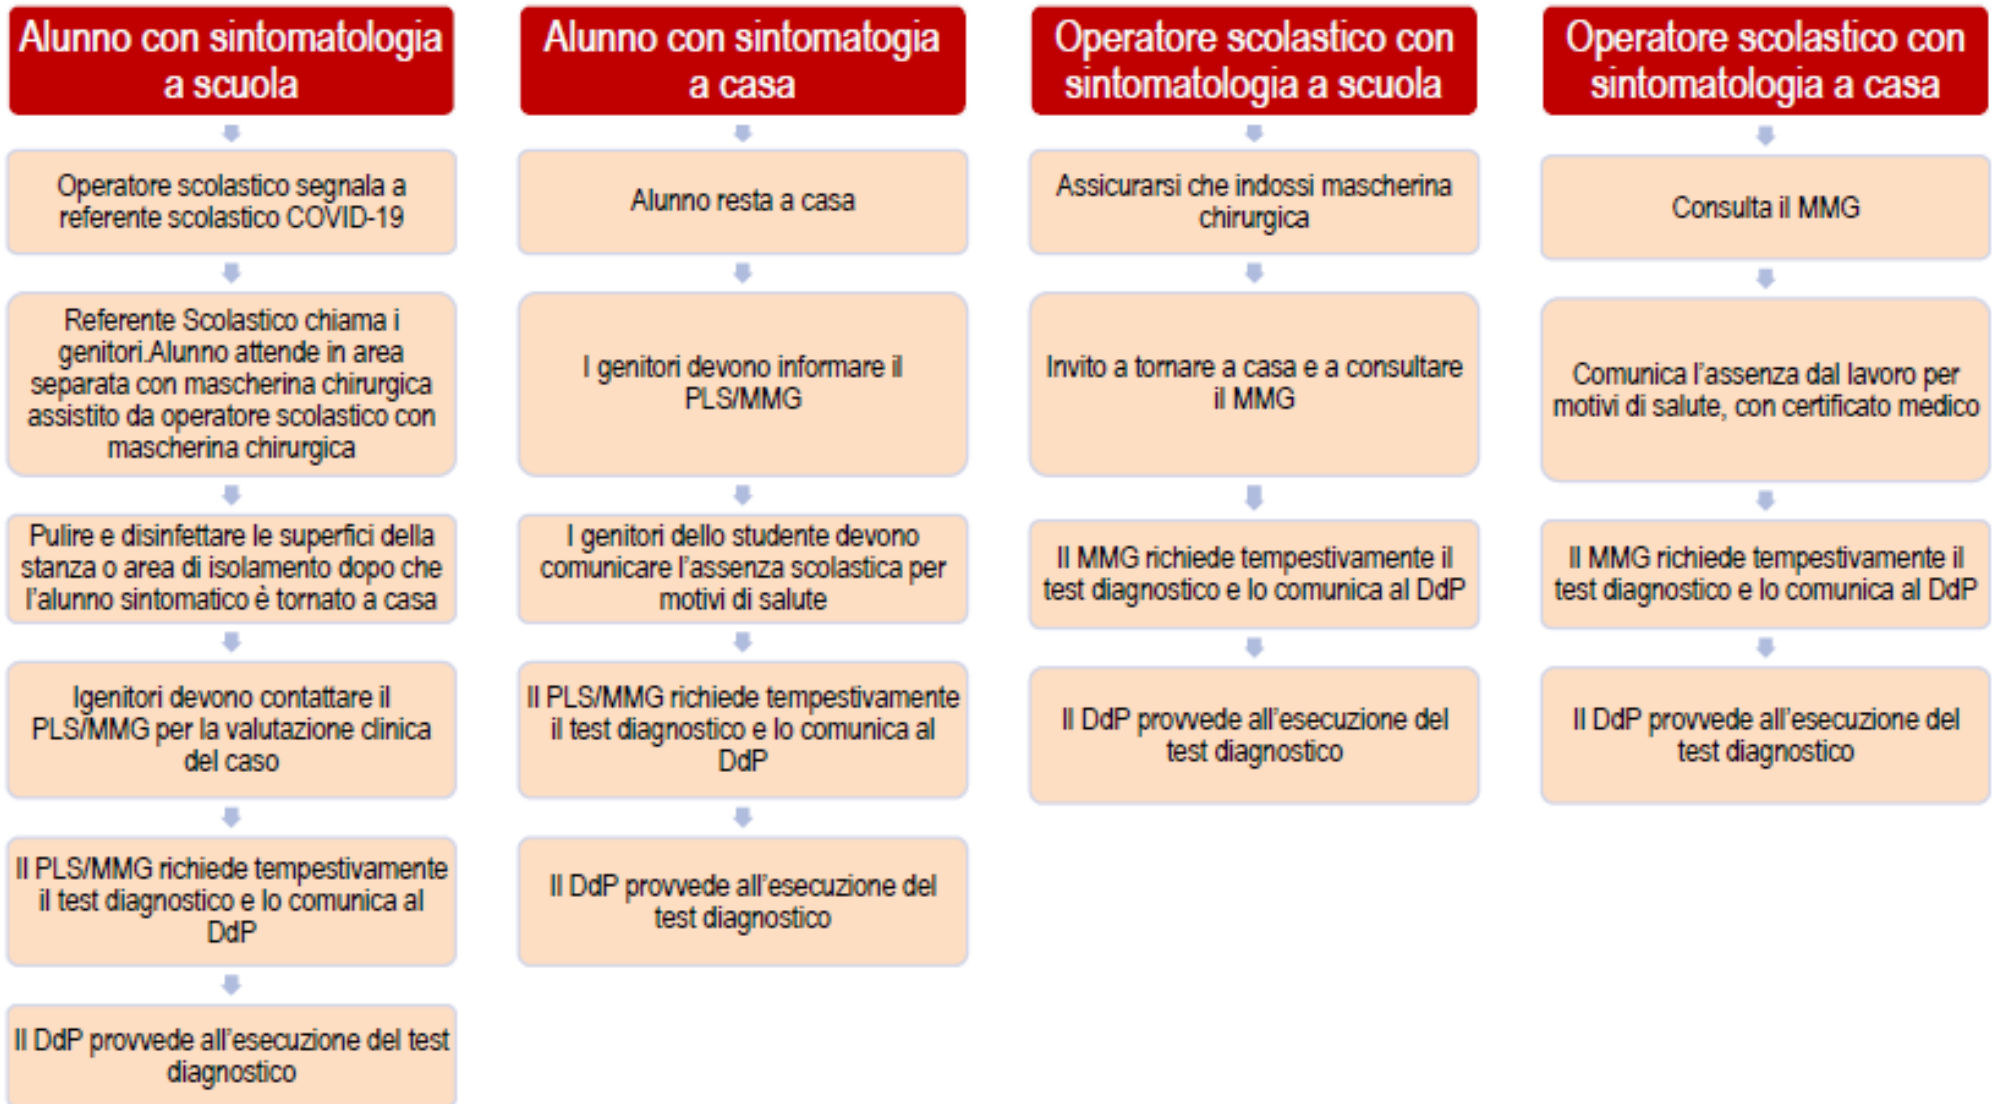 Alunno con sintomatologia
a scuola
Operatore scolastico segnala a
referente scolastico COVID-19
Referente Scolastico chiama i
genitori.Alunno attende in area
separata con mascherina chirurgica
assistito da operatore scolastico con
mascherina chirurgica
Pulire e disinfettare le superfici della
stanza o area di isolamento dopo che
l'alunno sintomatico è tornato a casa
Igenitori devono contattare il
PLS/MMG per la valutazione clinica
del caso
Il PLS/MMG richiede tempestivamente
il test diagnostico e lo comunica al
DdP
Il DdP provvede all'esecuzione del test
diagnostico
Alunno con sintomatogia
a casa
Alunno resta a casa
I genitori devono informare il
PLS/MMG
I genitori dello studente devono
comunicare l'assenza scolastica per
motivi di salute
Il PLS/MMG richiede tempestivamente
il test diagnostico e lo comunica al
DdP
Il DdP provvede all'esecuzione del
test diagnostico
Operatore scolastico con
sintomatologia a scuola
Assicurarsi che indossi mascherina
chirurgica
Invito a tornare a casa e a consultare
il MMG
Il MMG richiede tempestivamente il
test diagnostico e lo comunica al DdP
Il DdP provvede all'esecuzione del
test diagnostico
Operatore scolastico con
sintomatologia a casa
Consulta il MMG
Comunica l'assenza dal lavoro per
motivi di salute, con certificato medico
Il MMG richiede tempestivamente il
test diagnostico e lo comunica al DdP
Il DdP provvede all'esecuzione del
test diagnostico